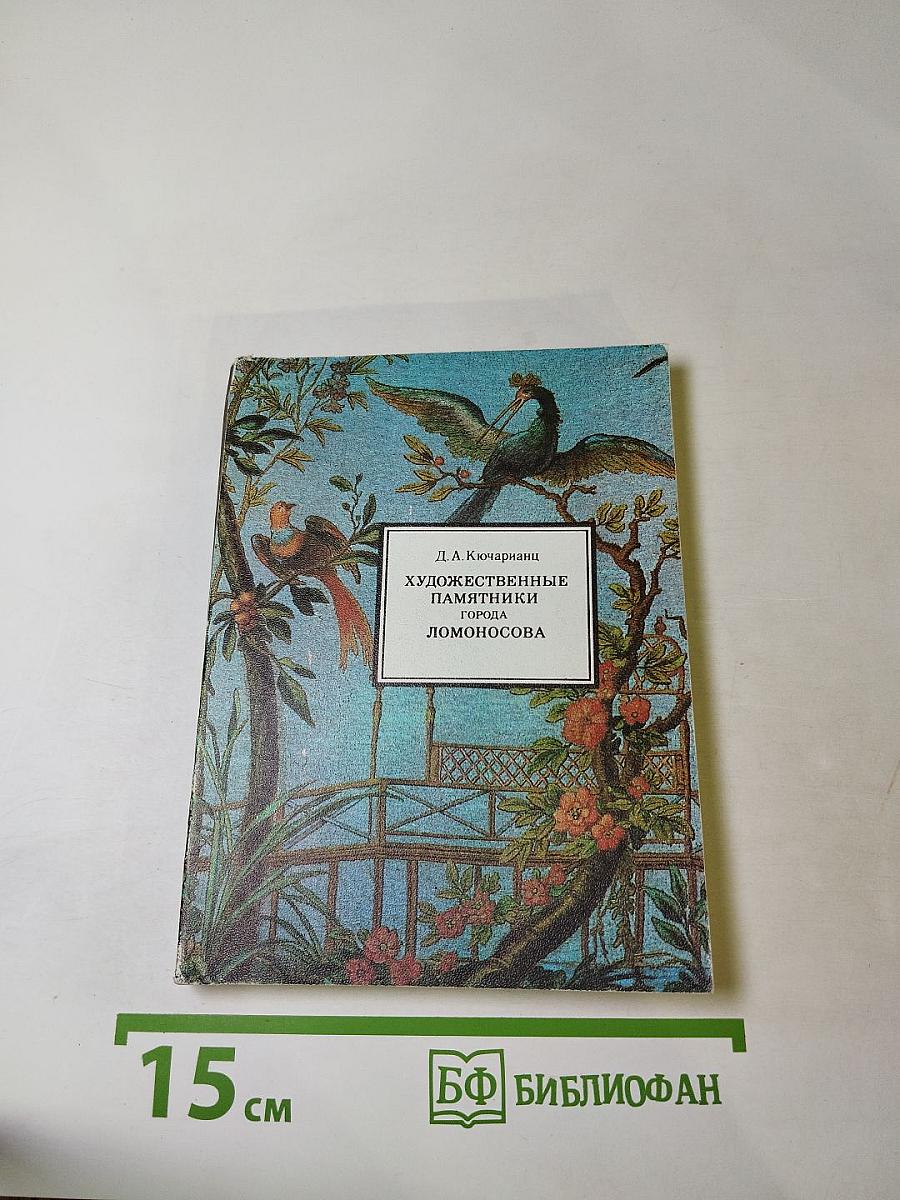 Д. А. Кючарианц
ХУДОЖЕСТВЕННЫЕ
ПАМЯТНИКИ
ГОРОДА
ЛОМОНОСОВА
15 см
БФ БИБЛИОФАН